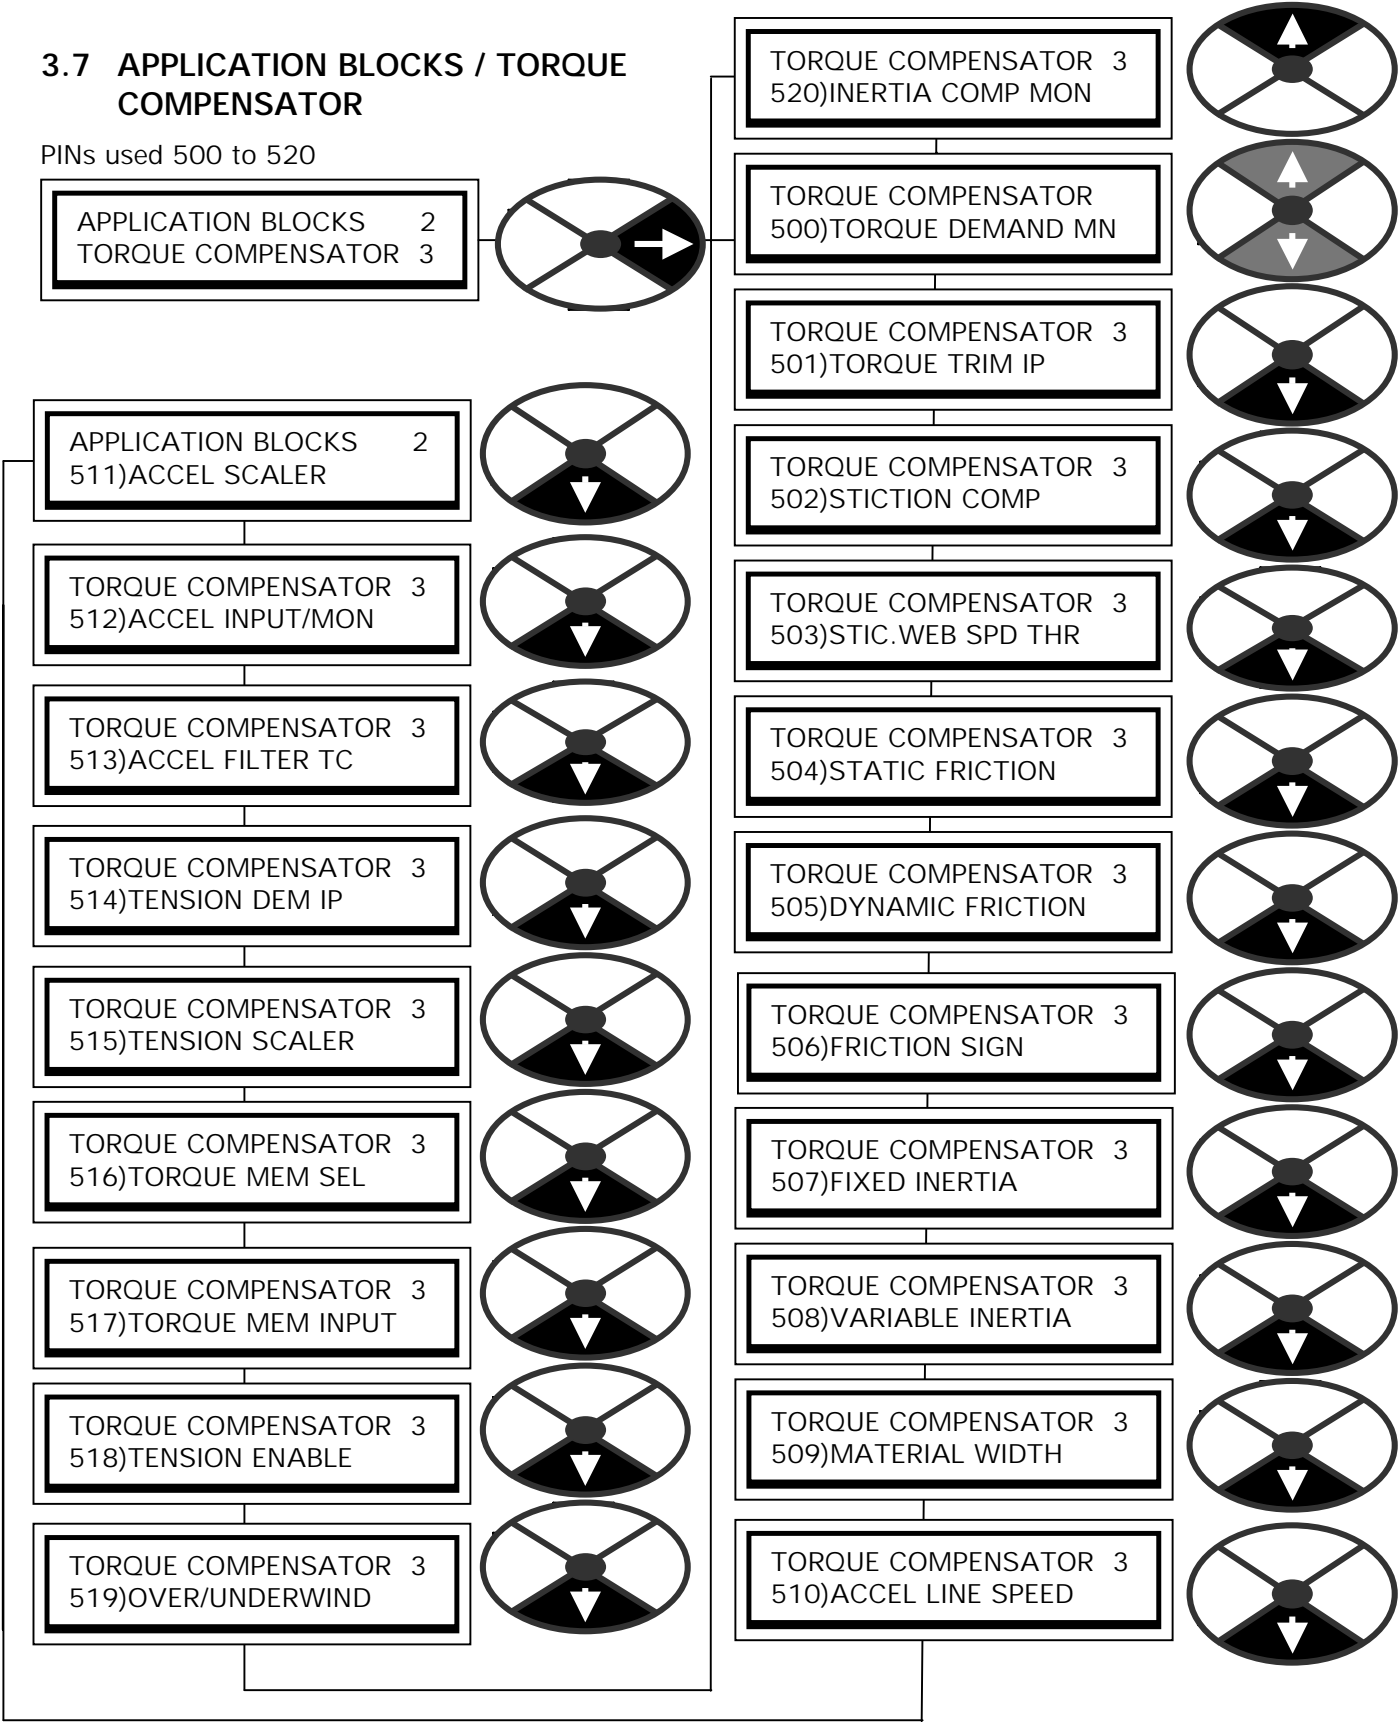 3.7 APPLICATION BLOCKS / TORQUE
COMPENSATOR
PINs used 500 to 520
APPLICATION BLOCKS 2
TORQUE COMPENSATOR 3
APPLICATION BLOCKS 2
511)ACCEL SCALER
TORQUE COMPENSATOR 3
512)ACCEL INPUT/MON
TORQUE COMPENSATOR 3
513)ACCEL FILTER TC
TORQUE COMPENSATOR 3
514)TENSION DEM IP
TORQUE COMPENSATOR 3
515)TENSION SCALER
TORQUE COMPENSATOR 3
516)TORQUE MEM SEL
TORQUE COMPENSATOR 3
517)TORQUE MEM INPUT
TORQUE COMPENSATOR 3
518)TENSION ENABLE
TORQUE COMPENSATOR 3
519)OVER/UNDERWIND
TORQUE COMPENSATOR 3
520)INERTIA COMP MON
TORQUE COMPENSATOR
500)TORQUE DEMAND MN
TORQUE COMPENSATOR 3
501)TORQUE TRIM IP
TORQUE COMPENSATOR 3
502)STICTION COMP
TORQUE COMPENSATOR 3
503)STIC.WEB SPD THR
TORQUE COMPENSATOR 3
504)STATIC FRICTION
TORQUE COMPENSATOR 3
505)DYNAMIC FRICTION
TORQUE COMPENSATOR 3
506)FRICTION SIGN
TORQUE COMPENSATOR 3
507)FIXED INERTIA
TORQUE COMPENSATOR 3
508)VARIABLE INERTIA
TORQUE COMPENSATOR 3
509)MATERIAL WIDTH
TORQUE COMPENSATOR 3
510)ACCEL LINE SPEED